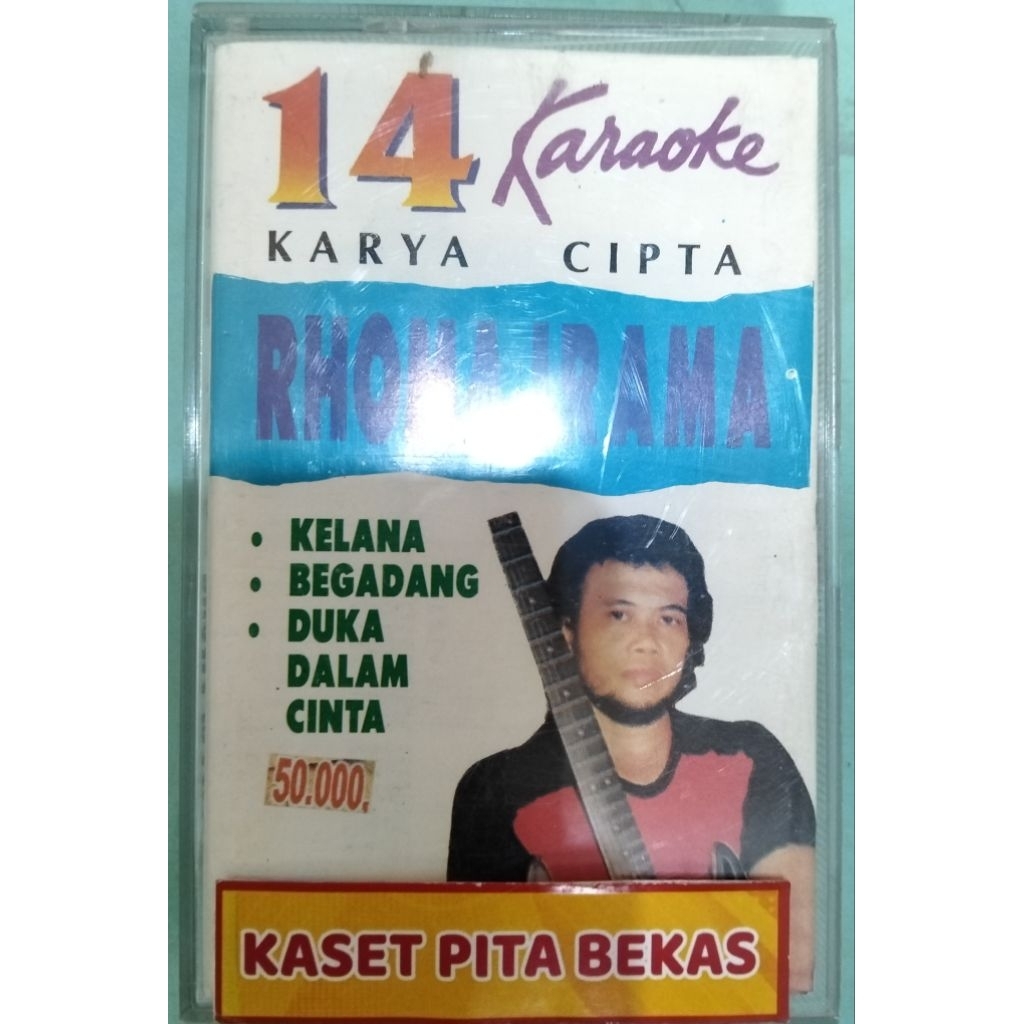 14 Karaoke
KARYA CIPTA
RHOMA IRAMA
• KELANA
• BEGADANG
• DUKA
DALAM
CINTA
50.000,
KASET PITA BEKAS